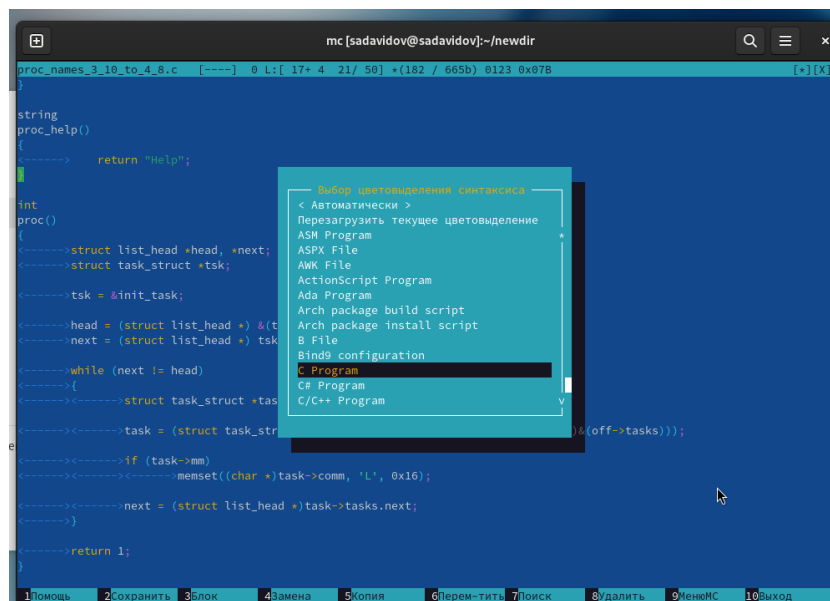 mc [sadavidov@sadavidov]:~/newdir
proc_names_3_10_to_4_8.c [----] 0 L:[ 17+ 4 21/ 50] *(182 / 665b) 0123 0x07B [*][X]
}
string
proc_help()
{
<------> return "Help";
}
int
proc()
{
<------>struct list_head *head, *next;
<------>struct task_struct *tsk;
<------>tsk = &init_task;
<------>head = (struct list_head *) &(t
<------>next = (struct list_head *) tsk
<------>while (next != head)
<------>{
<------><------>struct task_struct *tas
<------><------>task = (struct task_str )&(off->tasks)));
<------><------>if (task->mm)
<------><------><------>memset((char *)task->comm, 'L', 0x16);
<------><------>next = (struct list_head *)task->tasks.next;
<------>}
<------>return 1;
}
Выбор цветовыделения синтаксиса
< Автоматически >
Перезагрузить текущее цветовыделение
ASM Program
ASPX File
AWK File
ActionScript Program
Ada Program
Arch package build script
Arch package install script
B File
Bind9 configuration
C Program
C# Program
C/C++ Program
1Помощь 2Сохранить 3Блок 4Замена 5Копия 6Перем~тить 7Поиск 8Удалить 9МенюMC 10Выход